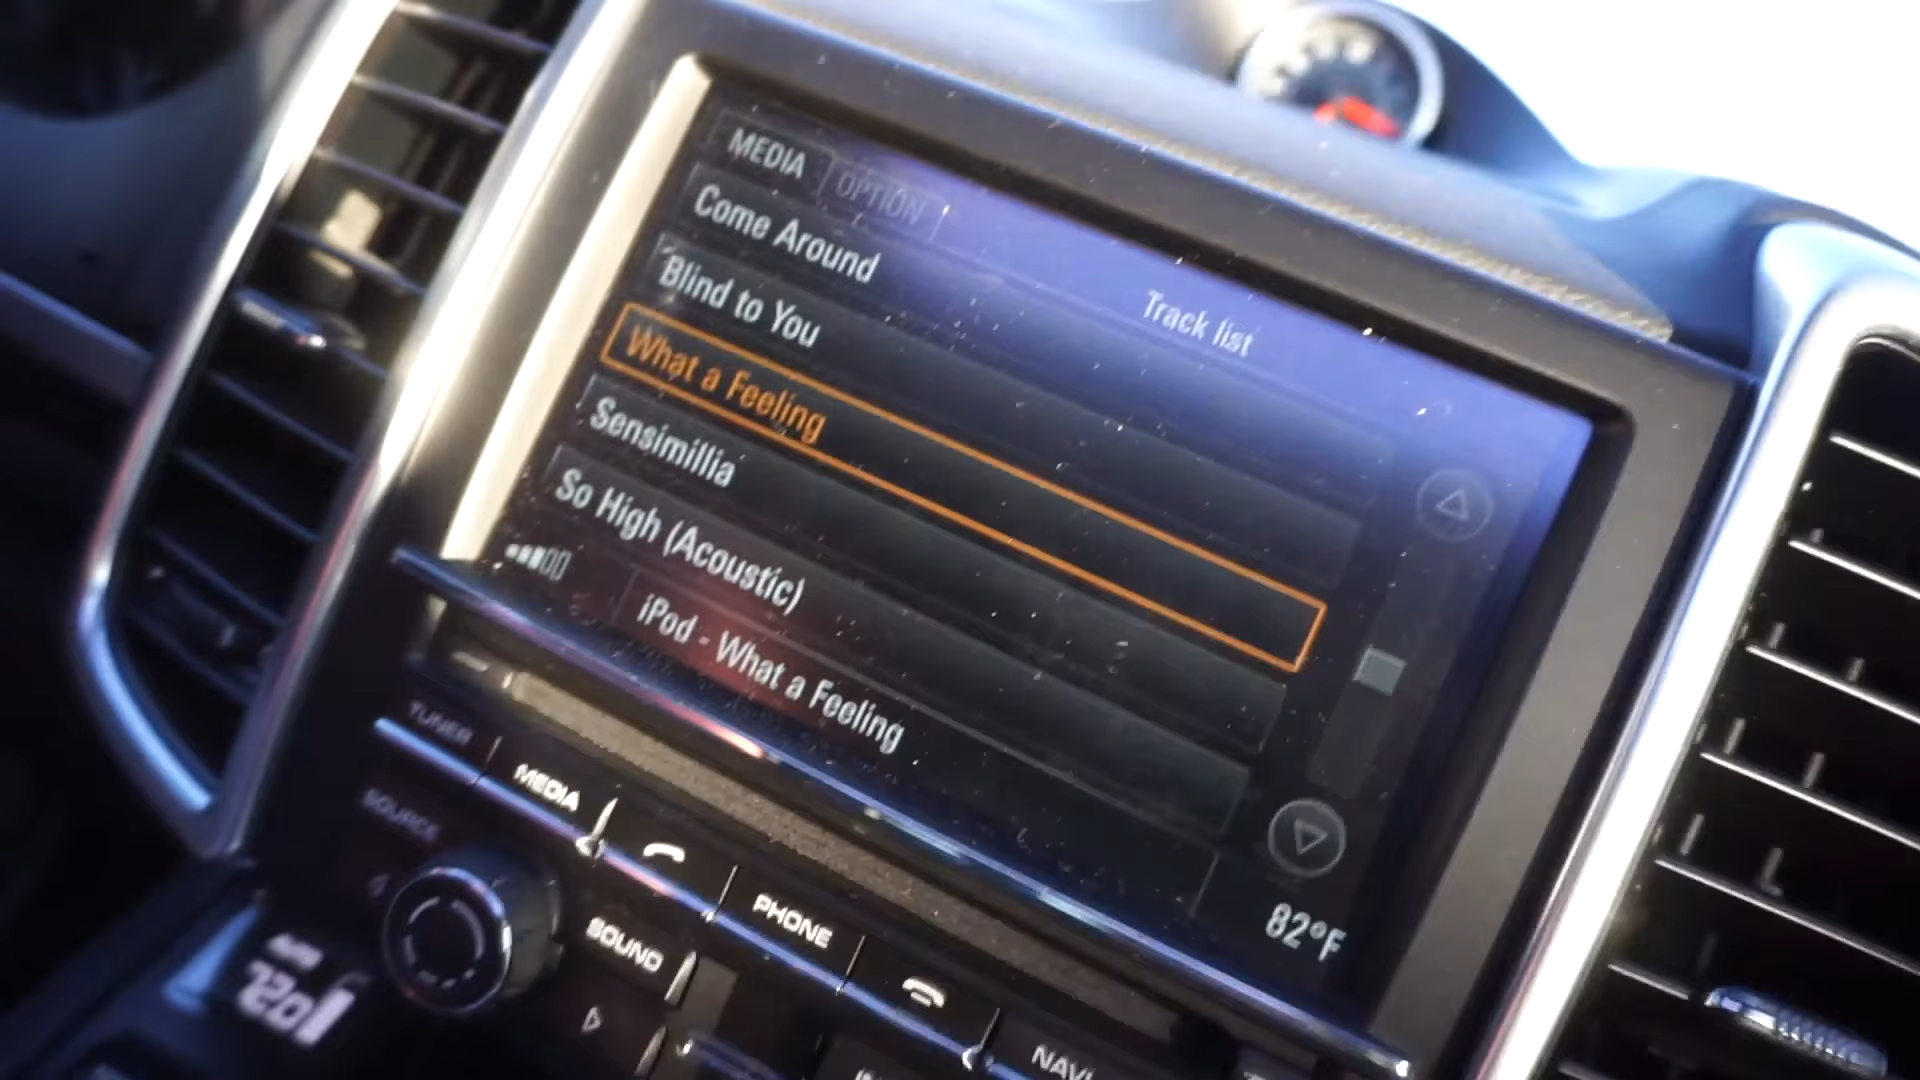 MEDIA
OPTION
Track list
Come Around
Blind to You
What a Feeling
Sensimillia
So High (Acoustic)
iPod - What a Feeling
82°F
TUNER
MEDIA
PHONE
SOURCE
SOUND
NAVI